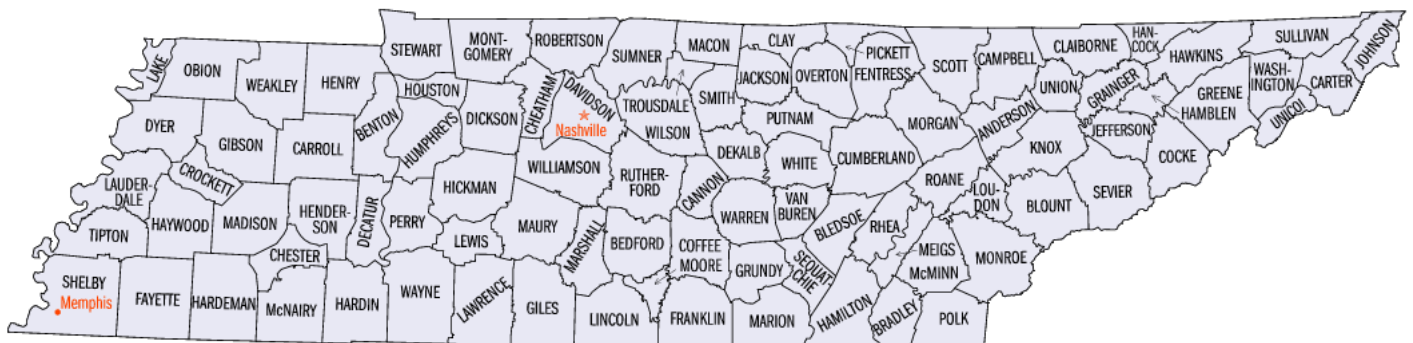 STEWART
MONT-
GOMERY
ROBERTSON
SUMNER
MACON
CLAY
PICKETT
FENTRESS
SCOTT
CAMPBELL
CLAIBORNE
HAN-
COCK
HAWKINS
SULLIVAN
JOHNSON
LAKE
OBION
WEAKLEY
HENRY
HOUSTON
CHEATHAM
DAVIDSON
Nashville
TROUSDALE
WILSON
SMITH
JACKSON
OVERTON
UNION
GRAINGER
GREENE
HAMBLEN
WASH-
INGTON
CARTER
UNICOI
DYER
GIBSON
CARROLL
BENTON
HUMPHREYS
DICKSON
PUTNAM
MORGAN
ANDERSON
KNOX
JEFFERSON
COCKE
CROCKETT
WILLIAMSON
RUTHER-
FORD
CANNON
DEKALB
WHITE
CUMBERLAND
ROANE
LOU-
DON
BLOUNT
SEVIER
LAUDER-
DALE
HAYWOOD
MADISON
HENDER-
SON
DECATUR
PERRY
HICKMAN
LEWIS
MAURY
MARSHALL
BEDFORD
COFFEE
MOORE
WARREN
VAN
BUREN
BLEDSOE
RHEA
MEIGS
McMINN
MONROE
TIPTON
CHESTER
GRUNDY
SEQUAT
CHIE
SHELBY
Memphis
FAYETTE
HARDEMAN
McNAIRY
HARDIN
WAYNE
LAWRENCE
GILES
LINCOLN
FRANKLIN
MARION
HAMILTON
BRADLEY
POLK